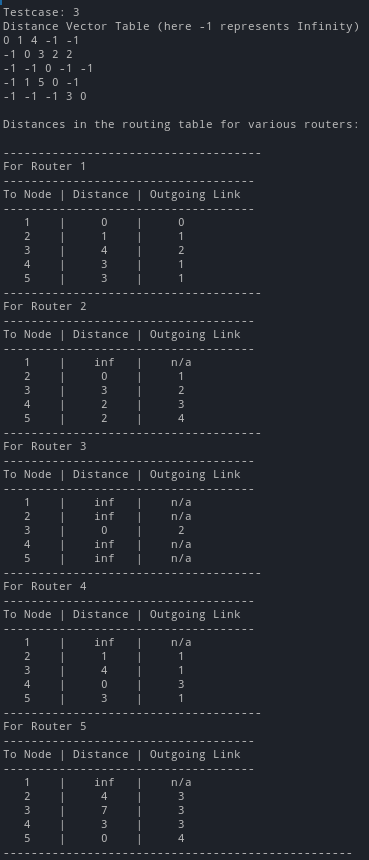 Testcase: 3
Distance Vector Table (here -1 represents Infinity)
0 1 4 -1 -1
-1 0 3 2 2
-1 -1 0 -1 -1
-1 1 5 0 -1
-1 -1 -1 3 0
Distances in the routing table for various routers:
-------------------------------------
For Router 1
------------------------------------
To Node | Distance | Outgoing Link
------------------------------------
1 | 0 | 0
2 | 1 | 1
3 | 4 | 2
4 | 3 | 1
5 | 3 | 1
-------------------------------------
For Router 2
------------------------------------
To Node | Distance | Outgoing Link
------------------------------------
1 | inf | n/a
2 | 0 | 1
3 | 3 | 2
4 | 2 | 3
5 | 2 | 4
-------------------------------------
For Router 3
------------------------------------
To Node | Distance | Outgoing Link
------------------------------------
1 | inf | n/a
2 | inf | n/a
3 | 0 | 2
4 | inf | n/a
5 | inf | n/a
-------------------------------------
For Router 4
------------------------------------
To Node | Distance | Outgoing Link
------------------------------------
1 | inf | n/a
2 | 1 | 1
3 | 4 | 1
4 | 0 | 3
5 | 3 | 1
-------------------------------------
For Router 5
------------------------------------
To Node | Distance | Outgoing Link
------------------------------------
1 | inf | n/a
2 | 4 | 3
3 | 7 | 3
4 | 3 | 3
5 | 0 | 4
--------------------------------------------------